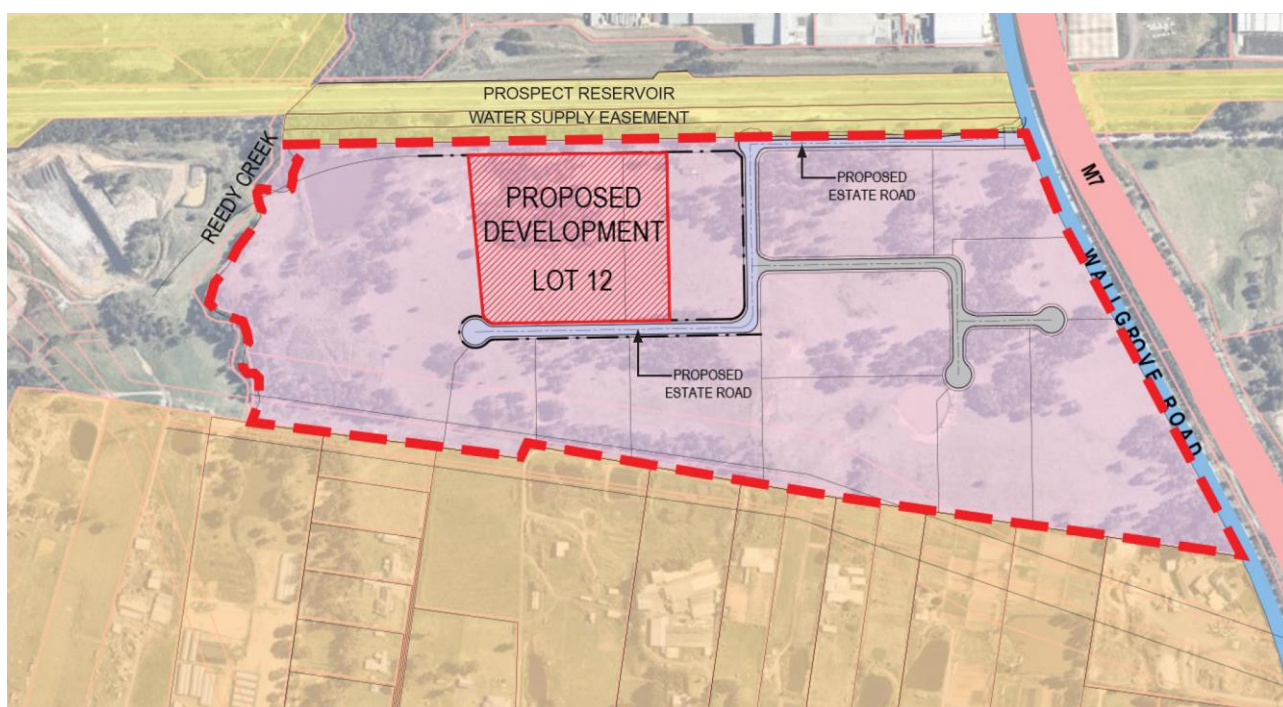 PROSPECT RESERVOIR
WATER SUPPLY EASEMENT
REEDY CREEK
PROPOSED
ESTATE ROAD
M7
PROPOSED
DEVELOPMENT
LOT 12
WALLGROVE ROAD
PROPOSED
ESTATE ROAD